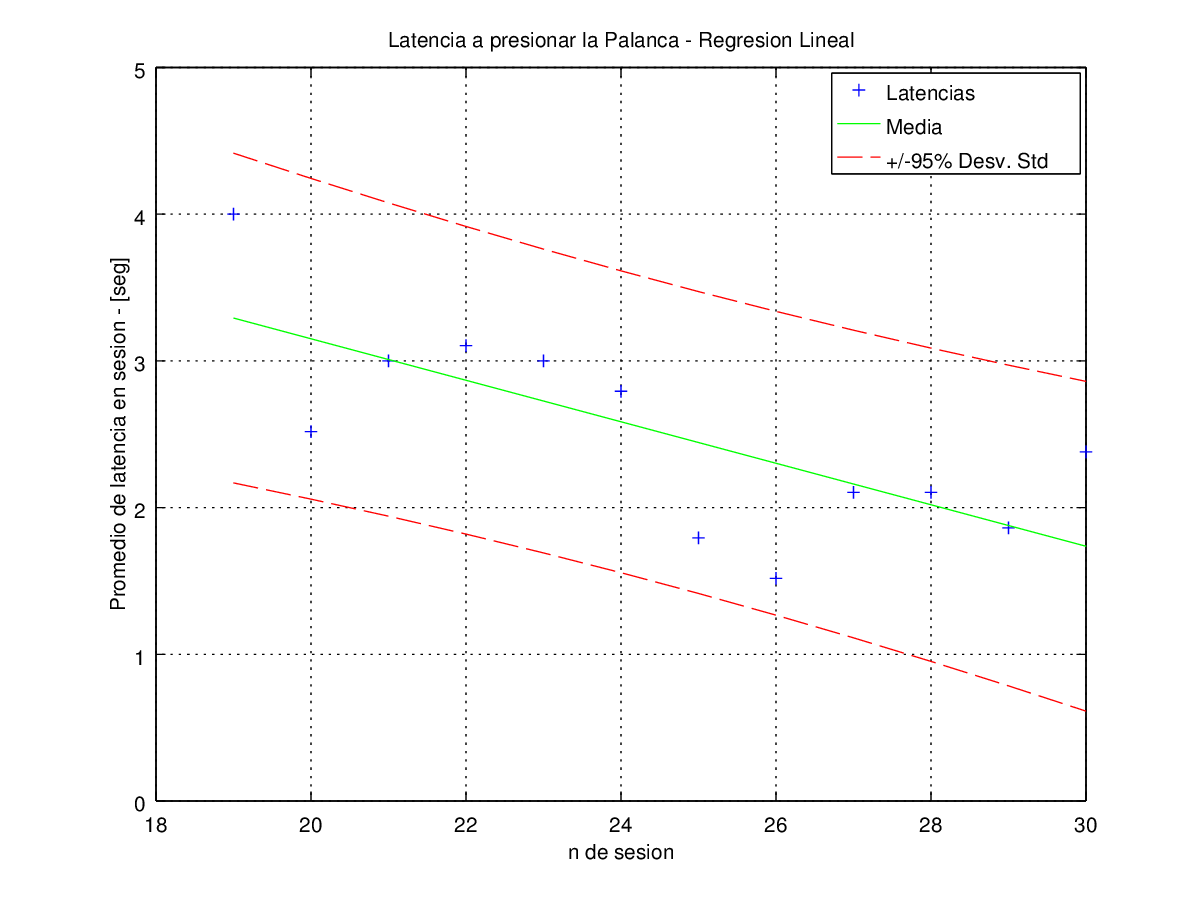 Latencia a presionar la Palanca - Regresion Lineal
Latencias
Media
+/-95% Desv. Std
Promedio de latencia en sesion - [seg]
5
4
3
2
1
0
18 20 22 24 26 28 30
n de sesion